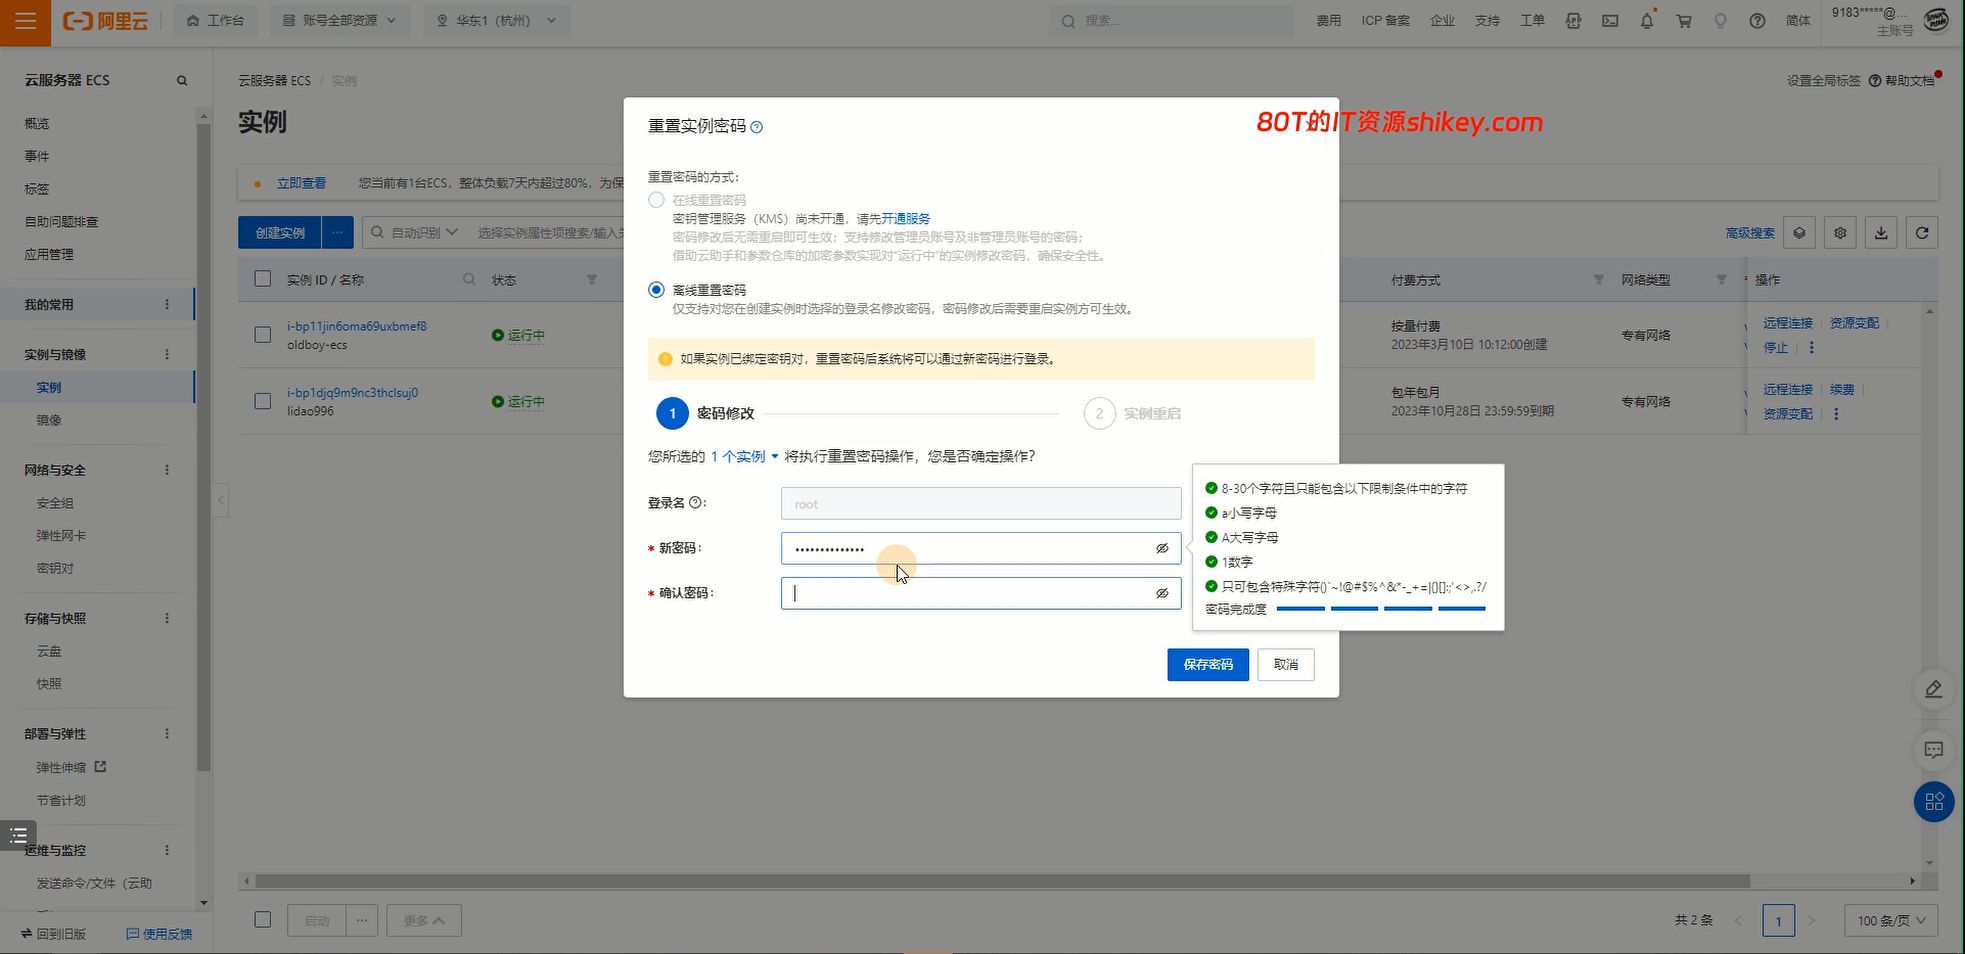 阿里云
工作台
账号全部资源
华东1（杭州）
搜索...
费用
ICP 备案
企业
支持
工单
简体
9183*****@...
主账号
云服务器 ECS
概览
事件
标签
自助问题排查
应用管理
我的常用
实例与镜像
实例
镜像
网络与安全
安全组
弹性网卡
密钥对
存储与快照
云盘
快照
部署与弹性
弹性伸缩
节省计划
运维与监控
发送命令/文件（云助
回到旧版
使用反馈
云服务器 ECS / 实例
设置全局标签
帮助文档
实例
立即查看
您当前有1台ECS，整体负载7天内超过80%，为保
创建实例
...
自动识别
选择实例属性项搜索/输入关
高级搜索
实例 ID / 名称
状态
付费方式
网络类型
操作
i-bp11jin6oma69uxbmef8
oldboy-ecs
运行中
按量付费
2023年3月10日 10:12:00创建
专有网络
远程连接
资源变配
停止
i-bp1djq9m9nc3thclsuj0
lidao996
运行中
包年包月
2023年10月28日 23:59:59到期
专有网络
远程连接
续费
资源变配
启动
...
更多
共 2 条
1
100 条/页
80T的IT资源shikey.com
重置实例密码
重置密码的方式：
在线重置密码
密钥管理服务（KMS）尚未开通，请先开通服务
密码修改后无需重启即可生效；支持修改管理员账号及非管理员账号的密码；
借助云助手和参数仓库的加密参数实现对“运行中”的实例修改密码，确保安全性。
离线重置密码
仅支持对您在创建实例时选择的登录名修改密码，密码修改后需要重启实例方可生效。
如果实例已绑定密钥对，重置密码后系统将可以通过新密码进行登录。
1 密码修改
2 实例重启
您所选的 1 个实例 将执行重置密码操作，您是否确定操作？
登录名：
root
* 新密码：
••••••••••••••
* 确认密码：
8-30个字符且只能包含以下限制条件中的字符
a小写字母
A大写字母
1数字
只可包含特殊字符()`~!@#$%^&*-_+=|{}[]:;'<>,.?/
密码完成度
保存密码
取消